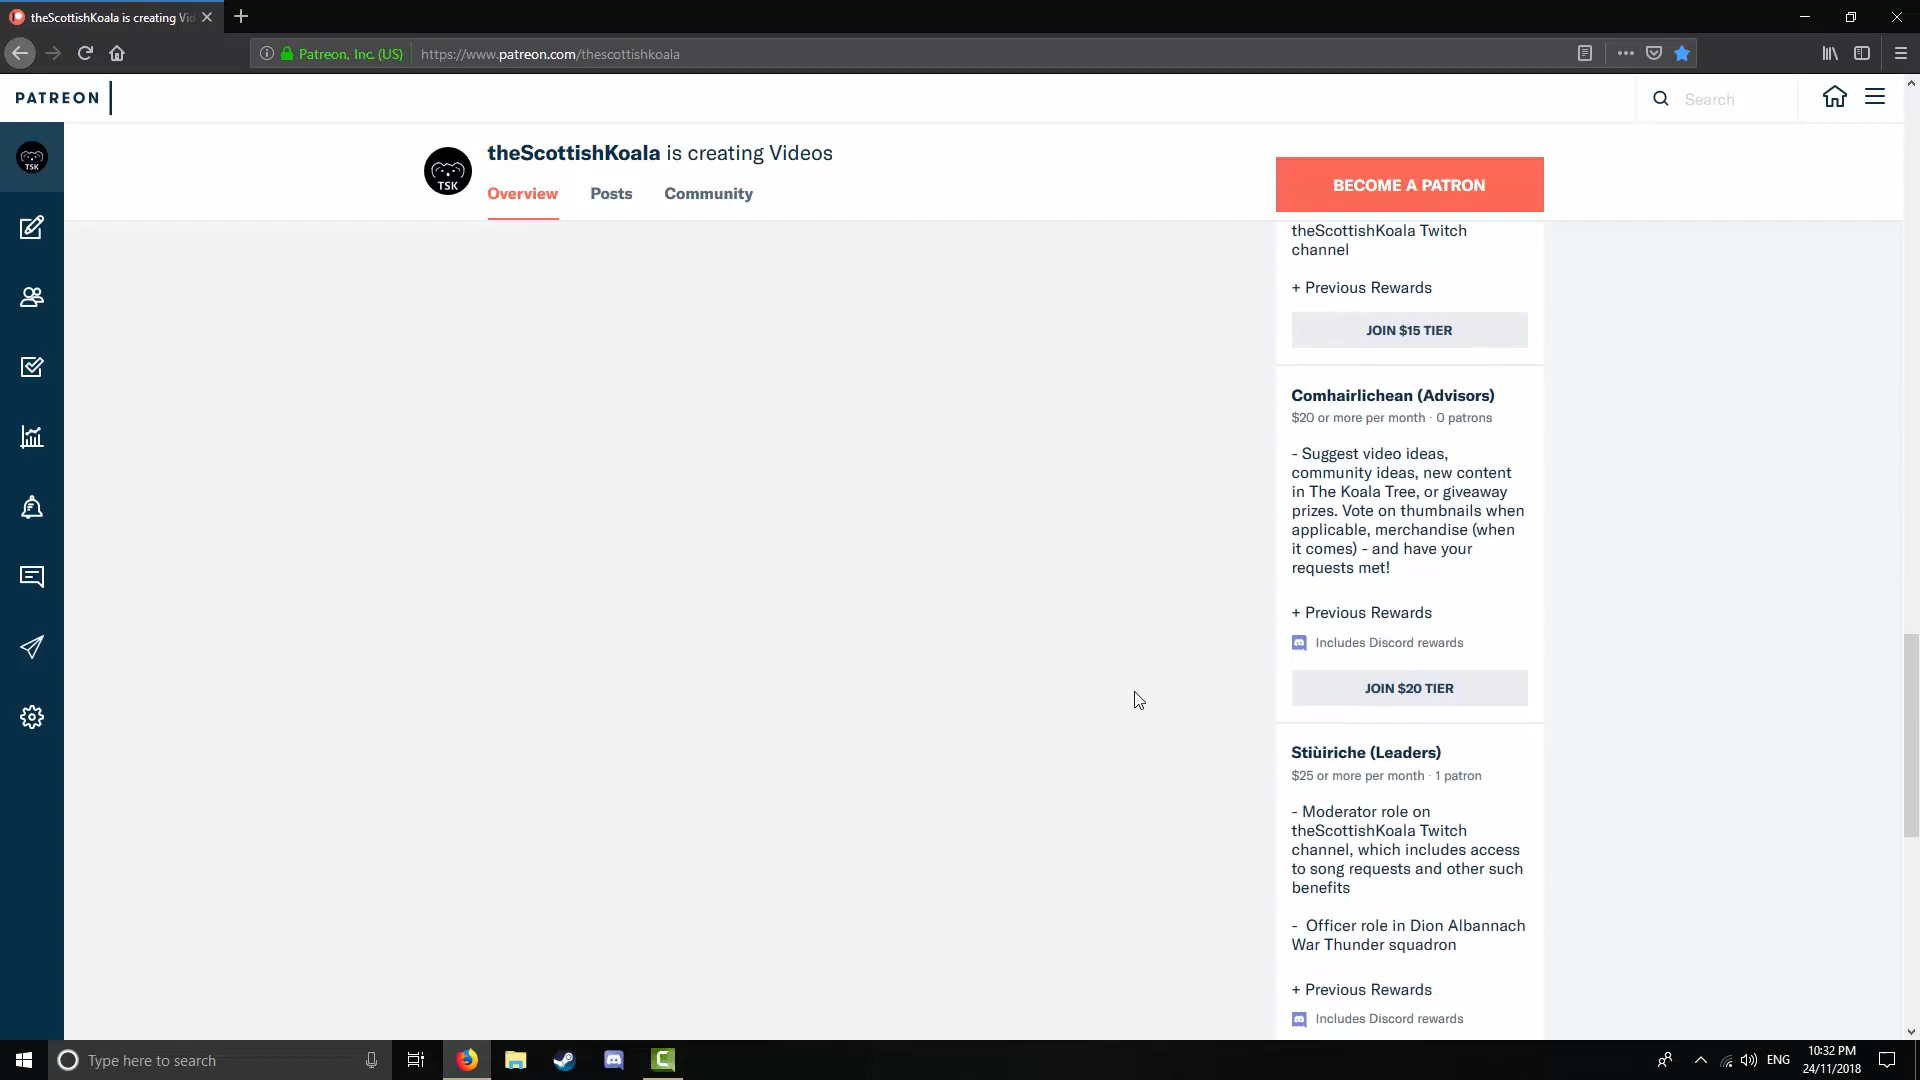 theScottishKoala is creating Vid
Patreon, Inc. (US)
https://www.patreon.com/thescottishkoala
PATREON
Search
TSK
TSK
theScottishKoala is creating Videos
Overview
Posts
Community
BECOME A PATRON
theScottishKoala Twitch
channel
+ Previous Rewards
JOIN $15 TIER
Comhairlichean (Advisors)
$20 or more per month · 0 patrons
- Suggest video ideas,
community ideas, new content
in The Koala Tree, or giveaway
prizes. Vote on thumbnails when
applicable, merchandise (when
it comes) - and have your
requests met!
+ Previous Rewards
Includes Discord rewards
JOIN $20 TIER
Stiùiriche (Leaders)
$25 or more per month · 1 patron
- Moderator role on
theScottishKoala Twitch
channel, which includes access
to song requests and other such
benefits
- Officer role in Dion Albannach
War Thunder squadron
+ Previous Rewards
Includes Discord rewards
Type here to search
ENG
10:32 PM
24/11/2018